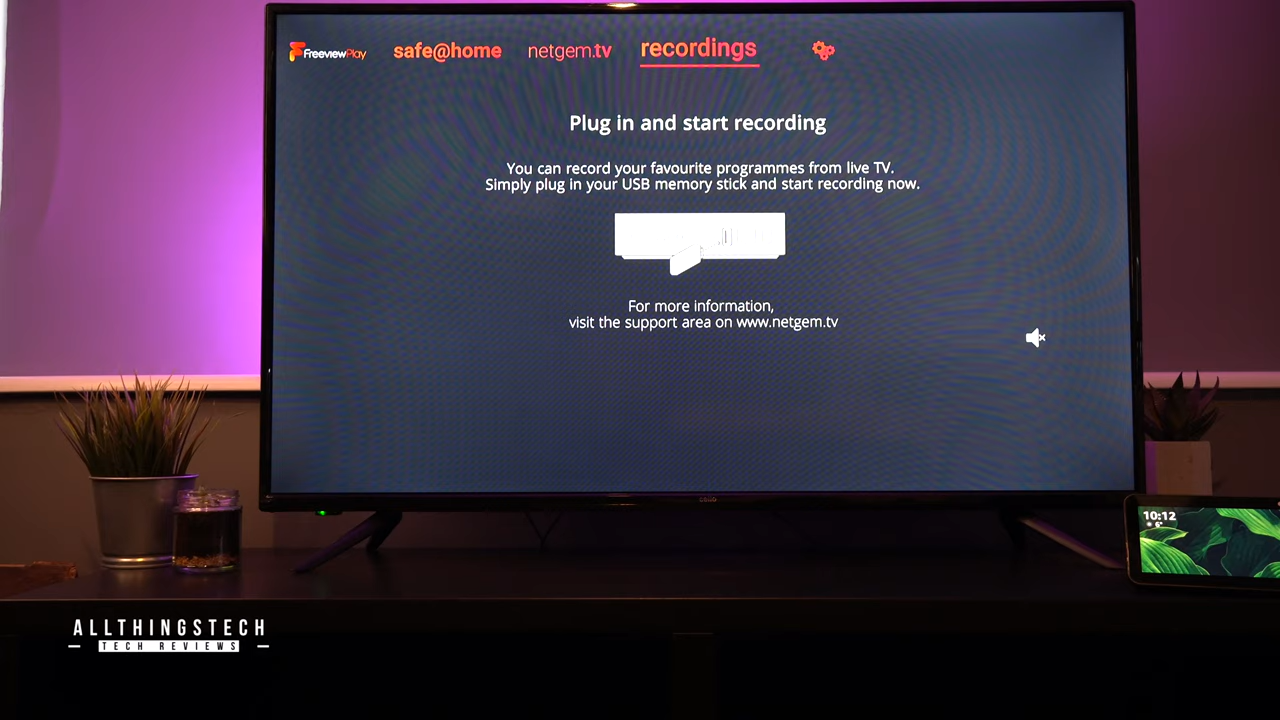 FreeviewPlay
safe@home
netgem.tv
recordings
Plug in and start recording
You can record your favourite programmes from live TV.
Simply plug in your USB memory stick and start recording now.
For more information,
visit the support area on www.netgem.tv
cello
10:12
6°
ALLTHINGSTECH
TECH REVIEWS